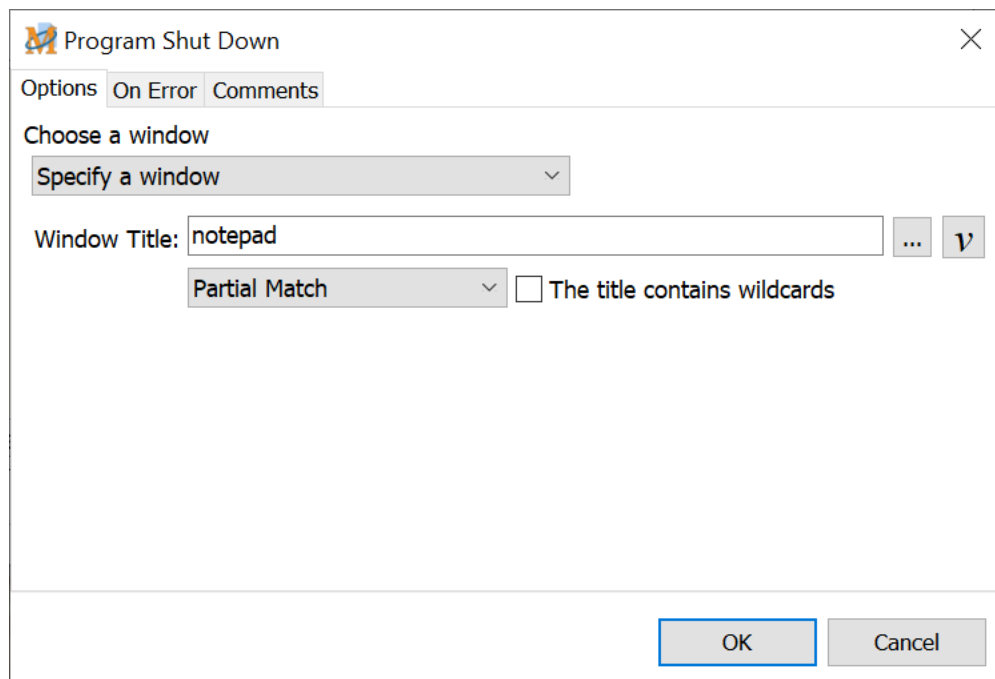 Program Shut Down
Options On Error Comments
Choose a window
Specify a window
Window Title: notepad ... v
Partial Match The title contains wildcards
OK Cancel